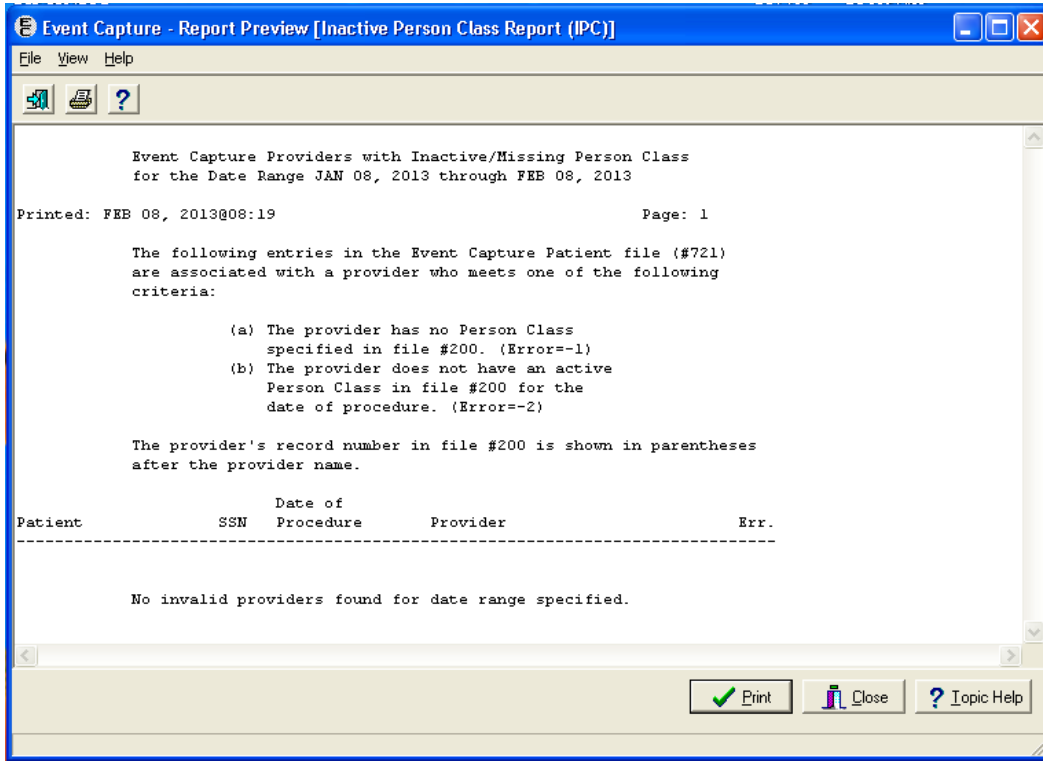 Event Capture - Report Preview [Inactive Person Class Report (IPC)]
File View Help
?
Event Capture Providers with Inactive/Missing Person Class
for the Date Range JAN 08, 2013 through FEB 08, 2013
Printed: FEB 08, 2013@08:19 Page: 1
The following entries in the Event Capture Patient file (#721)
are associated with a provider who meets one of the following
criteria:
(a) The provider has no Person Class
specified in file #200. (Error=-1)
(b) The provider does not have an active
Person Class in file #200 for the
date of procedure. (Error=-2)
The provider's record number in file #200 is shown in parentheses
after the provider name.
Date of
Patient SSN Procedure Provider Err.
-------------------------------------------------------------------------------
No invalid providers found for date range specified.
Print Close ? Topic Help